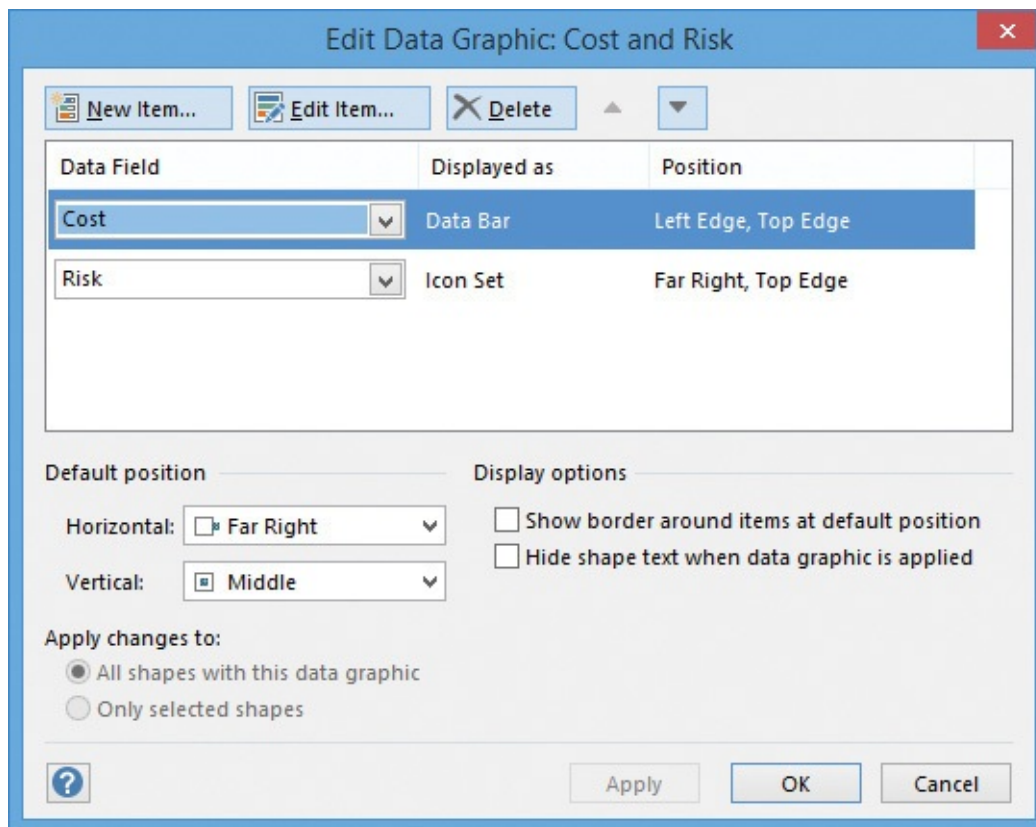 Edit Data Graphic: Cost and Risk
New Item... Edit Item... Delete
Data Field Displayed as Position
Cost Data Bar Left Edge, Top Edge
Risk Icon Set Far Right, Top Edge
Default position
Horizontal: Far Right
Vertical: Middle
Display options
Show border around items at default position
Hide shape text when data graphic is applied
Apply changes to:
All shapes with this data graphic
Only selected shapes
? Apply OK Cancel